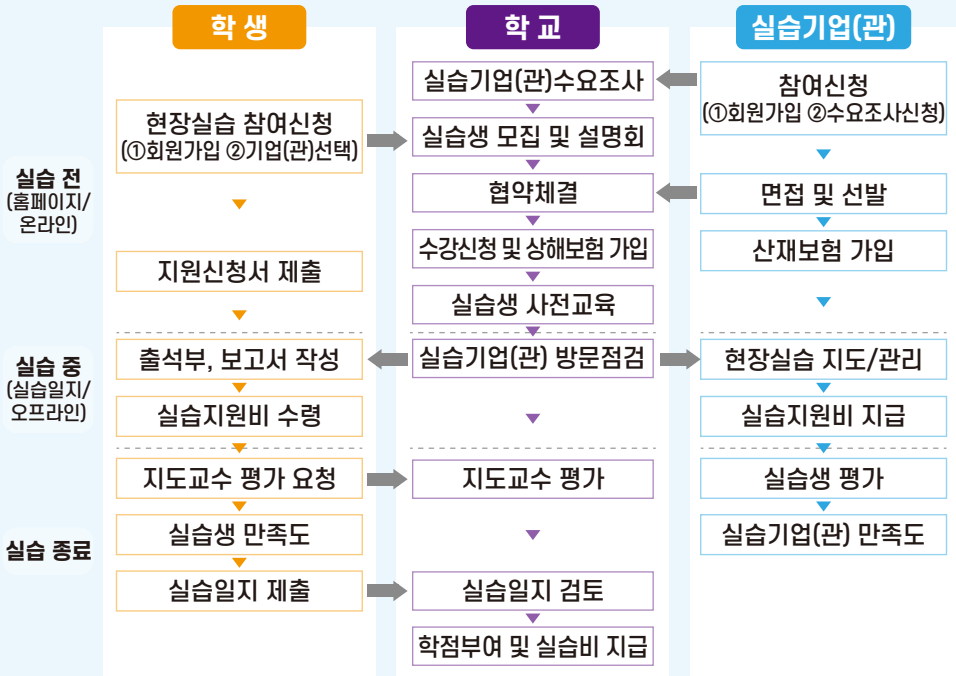 학 생
학 교
실습기업(관)
실습 전
(홈페이지/
온라인)
현장실습 참여신청
(①회원가입 ②기업(관)선택)
지원신청서 제출
실습기업(관)수요조사
실습생 모집 및 설명회
협약체결
수강신청 및 상해보험 가입
실습생 사전교육
참여신청
(①회원가입 ②수요조사신청)
면접 및 선발
산재보험 가입
실습 중
(실습일지/
오프라인)
출석부, 보고서 작성
실습지원비 수령
실습기업(관) 방문점검
현장실습 지도/관리
실습지원비 지급
실습 종료
지도교수 평가 요청
실습생 만족도
실습일지 제출
지도교수 평가
실습일지 검토
학점부여 및 실습비 지급
실습생 평가
실습기업(관) 만족도